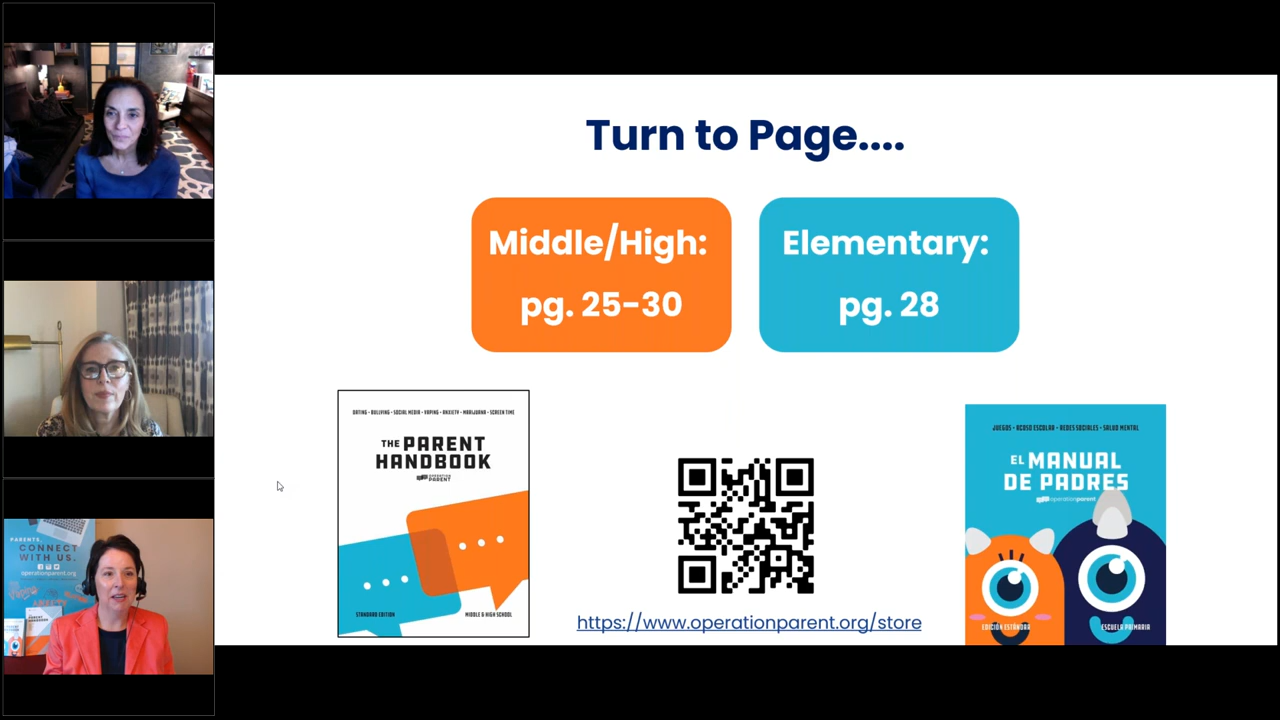 Turn to Page....
Middle/High:
pg. 25-30
Elementary:
pg. 28
DATING • BULLYING • SOCIAL MEDIA • VAPING • ANXIETY • MARIJUANA • SCREEN TIME
THE PARENT
HANDBOOK
OPERATION
PARENT
STANDARD EDITION
MIDDLE & HIGH SCHOOL
https://www.operationparent.org/store
JUEGOS • ACOSO ESCOLAR • REDES SOCIALES • SALUD MENTAL
EL MANUAL
DE PADRES
operationparent
EDICIÓN ESTÁNDAR
ESCUELA PRIMARIA
PARENTS,
CONNECT
WITH US.
operationparent.org